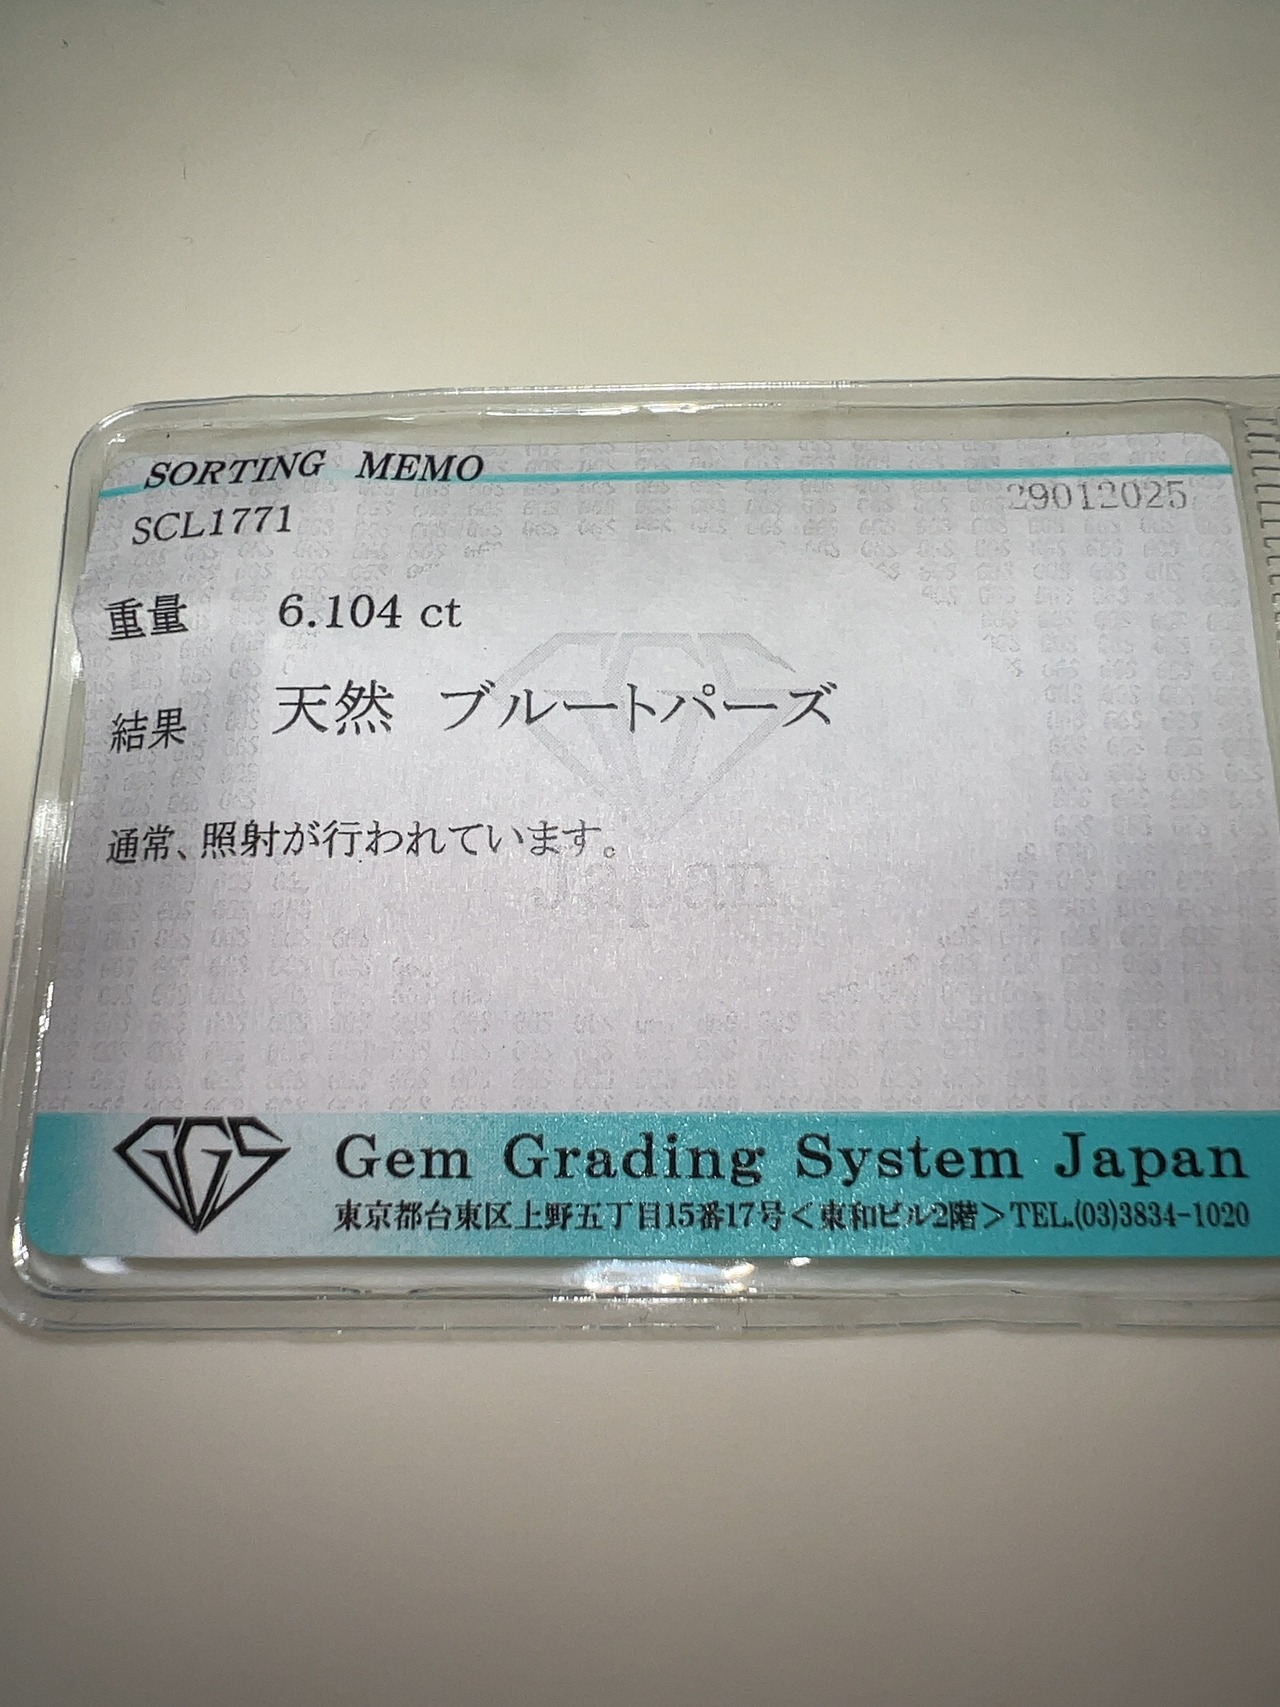 SORTING MEMO
29012025
SCL1771
重量 6.104 ct
結果 天然 ブルートパーズ
通常、照射が行われています。
GGS
Japan
GGS Gem Grading System Japan
東京都台東区上野五丁目15番17号＜東和ビル2階＞TEL.(03)3834-1020